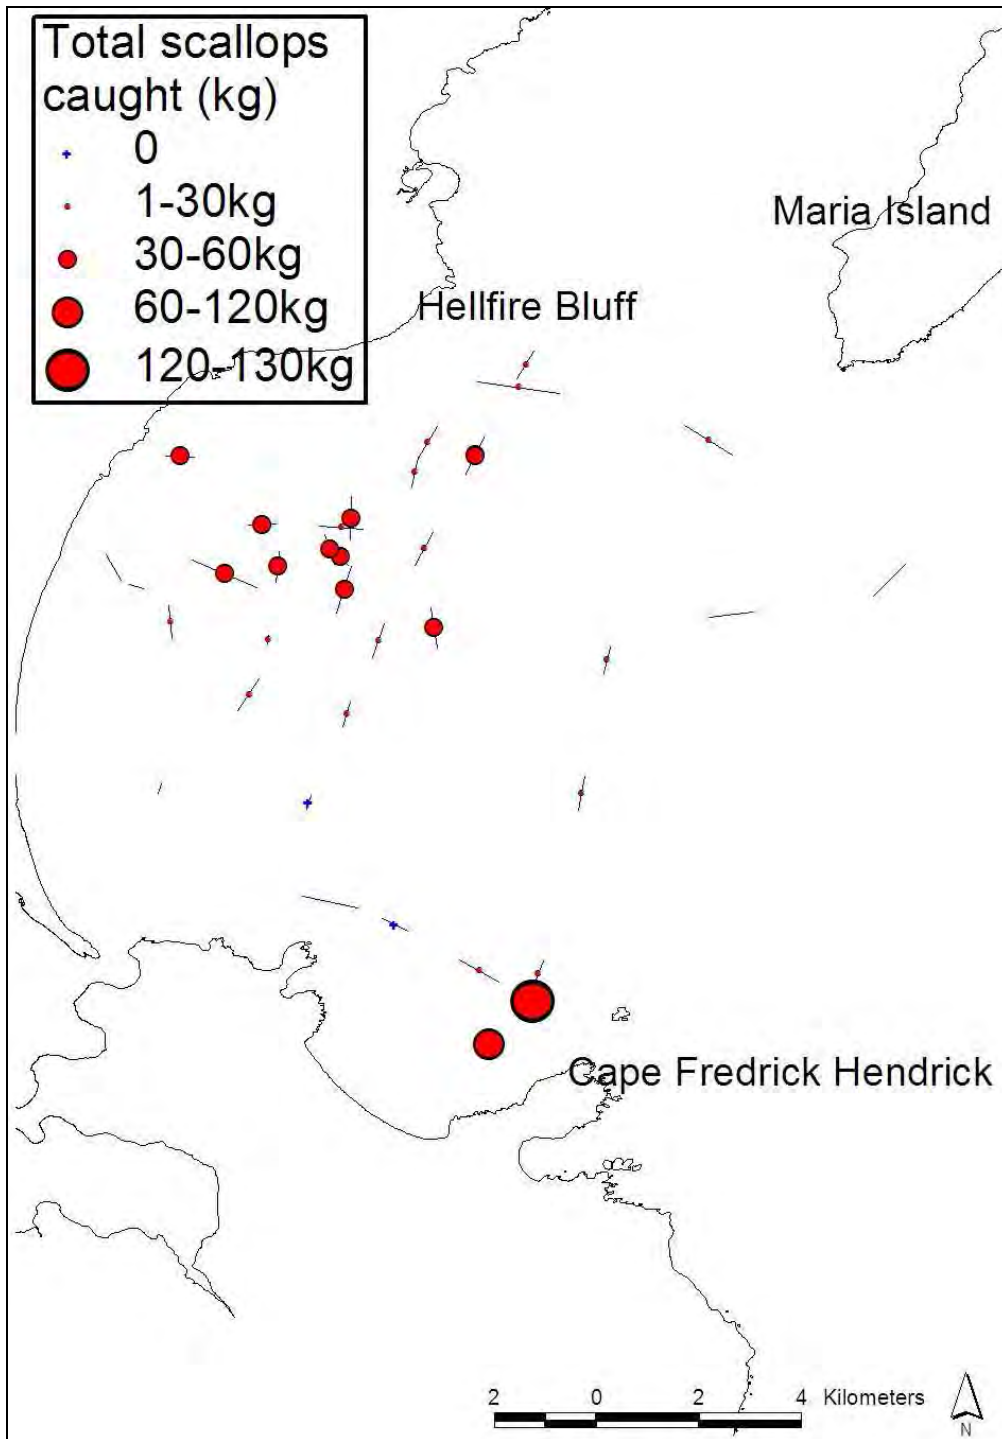 Total scallops
caught (kg)
0
1-30kg
30-60kg
60-120kg
120-130kg
Maria Island
Hellfire Bluff
Cape Fredrick Hendrick
2 0 2 4 Kilometers
N